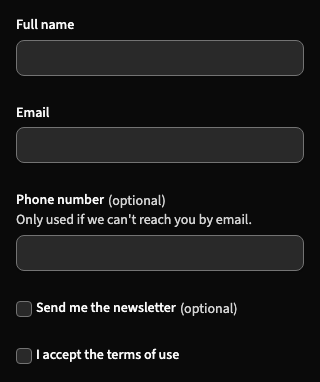 Full name
Email
Phone number (optional)
Only used if we can't reach you by email.
Send me the newsletter (optional)
I accept the terms of use